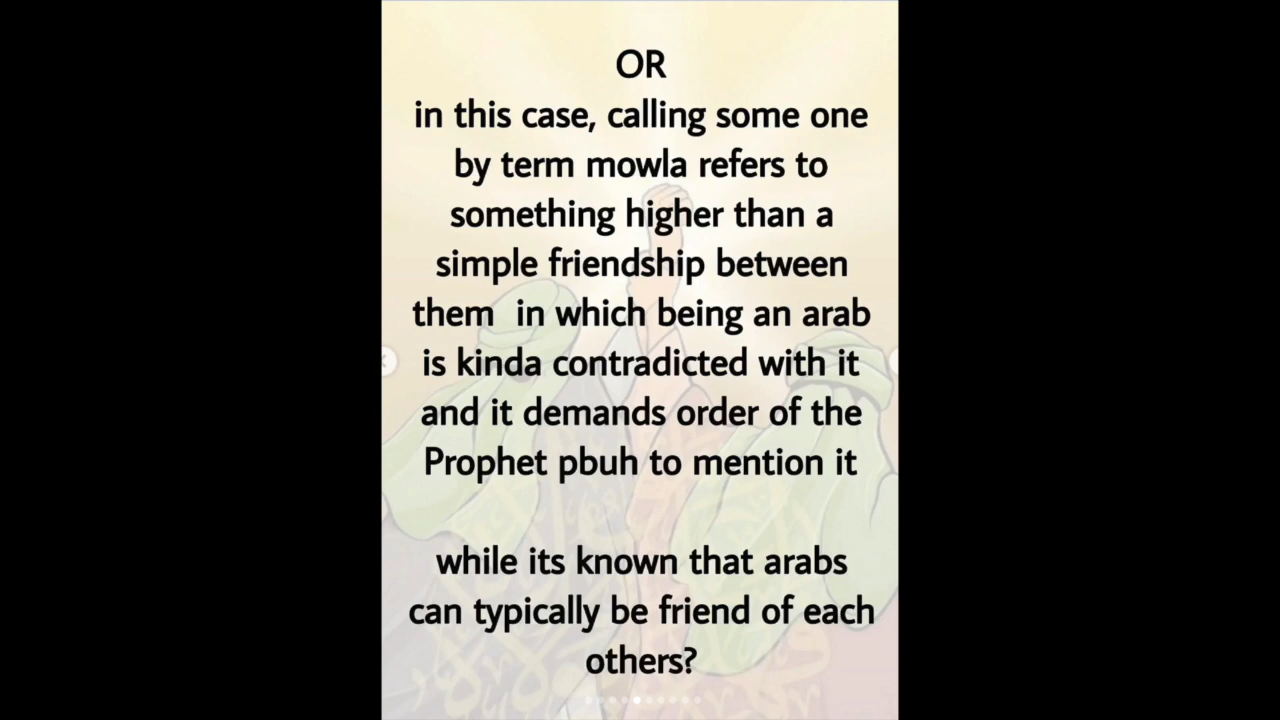 OR
in this case, calling some one
by term mowla refers to
something higher than a
simple friendship between
them  in which being an arab
is kinda contradicted with it
and it demands order of the
Prophet pbuh to mention it
while its known that arabs
can typically be friend of each
others?